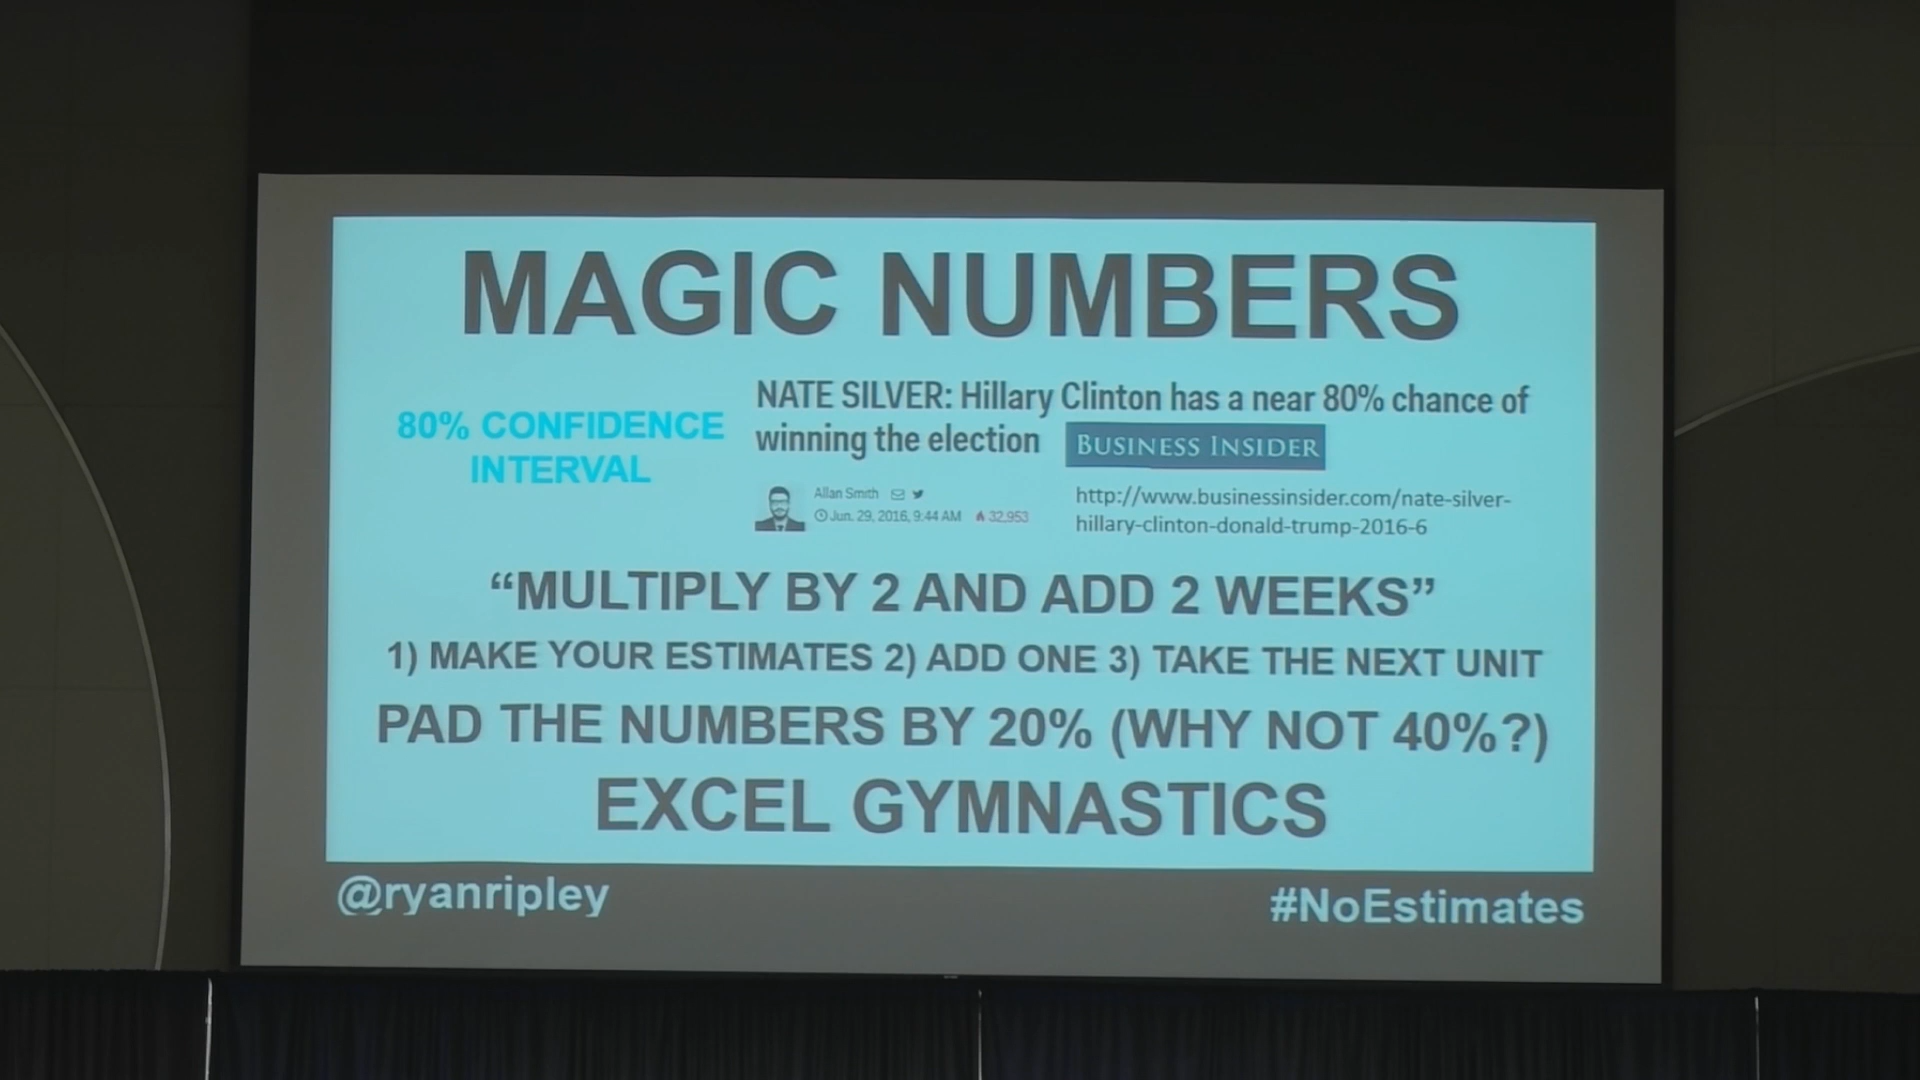 MAGIC NUMBERS
80% CONFIDENCE
INTERVAL
NATE SILVER: Hillary Clinton has a near 80% chance of
winning the election
BUSINESS INSIDER
Allan Smith
Jun. 29, 2016, 9:44 AM 32,953
http://www.businessinsider.com/nate-silver-
hillary-clinton-donald-trump-2016-6
“MULTIPLY BY 2 AND ADD 2 WEEKS”
1) MAKE YOUR ESTIMATES 2) ADD ONE 3) TAKE THE NEXT UNIT
PAD THE NUMBERS BY 20% (WHY NOT 40%?)
EXCEL GYMNASTICS
@ryanripley
#NoEstimates